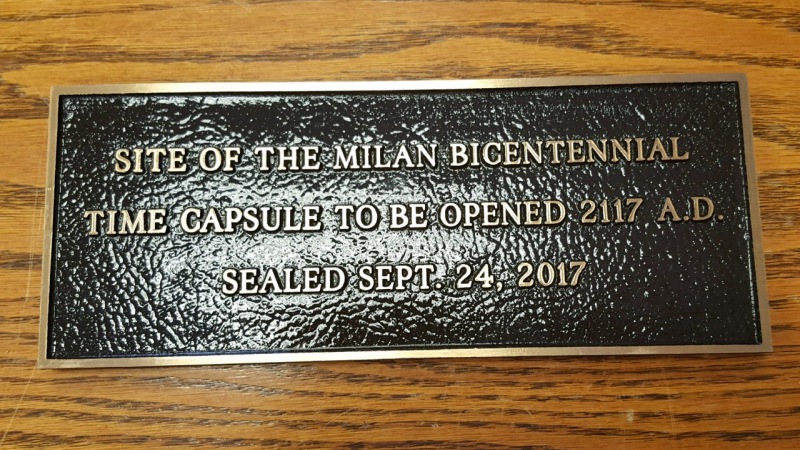 SITE OF THE MILAN BICENTENNIAL
TIME CAPSULE TO BE OPENED 2117 A.D.
SEALED SEPT. 24, 2017